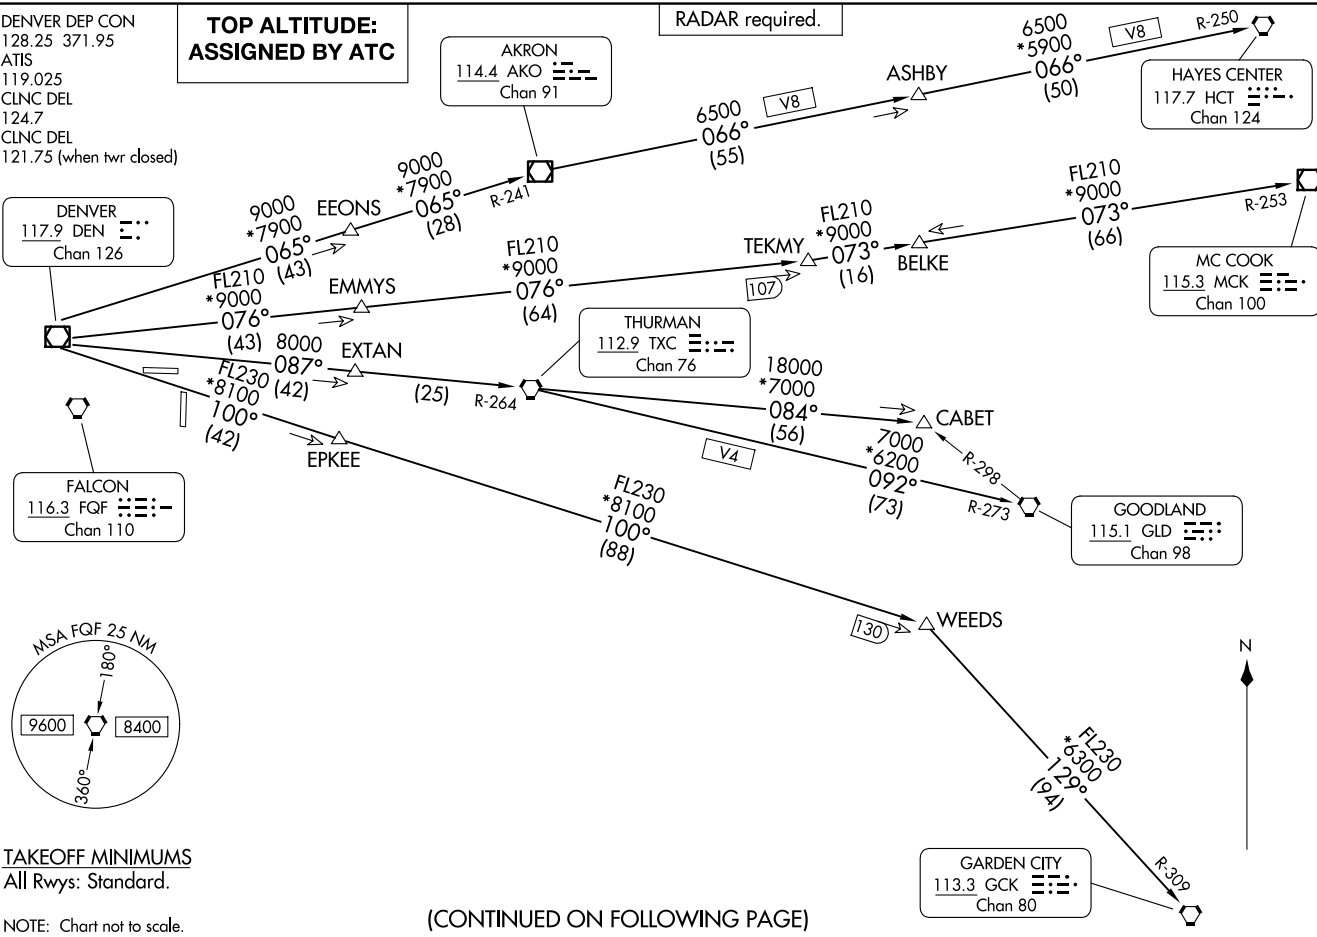 DENVER DEP CON
128.25 371.95
ATIS
119.025
CLNC DEL
124.7
CLNC DEL
121.75 (when twr closed)
TOP ALTITUDE:
ASSIGNED BY ATC
RADAR required.
AKRON
114.4 AKO
Chan 91
HAYES CENTER
117.7 HCT
Chan 124
DENVER
117.9 DEN
Chan 126
MC COOK
115.3 MCK
Chan 100
THURMAN
112.9 TXC
Chan 76
FALCON
116.3 FQF
Chan 110
GOODLAND
115.1 GLD
Chan 98
GARDEN CITY
113.3 GCK
Chan 80
9000
*7900
065°
(43)
EEONS
9000
*7900
065°
(28)
R-241
6500
066°
(55)
V8
ASHBY
6500
*5900
066°
(50)
V8
R-250
FL210
*9000
076°
(43)
EMMYS
FL210
*9000
076°
(64)
TEKMY
107
FL210
*9000
073°
(16)
BELKE
FL210
*9000
073°
(66)
R-253
8000
087°
(42)
EXTAN
(25)
R-264
18000
*7000
084°
(56)
CABET
R-298
V4
7000
*6200
092°
(73)
R-273
FL230
*8100
100°
(42)
EPKEE
FL230
*8100
100°
(88)
130
WEEDS
FL230
*6300
129°
(94)
R-309
N
MSA FQF 25 NM
180°
9600
8400
360°
TAKEOFF MINIMUMS
All Rwys: Standard.
NOTE: Chart not to scale.
(CONTINUED ON FOLLOWING PAGE)